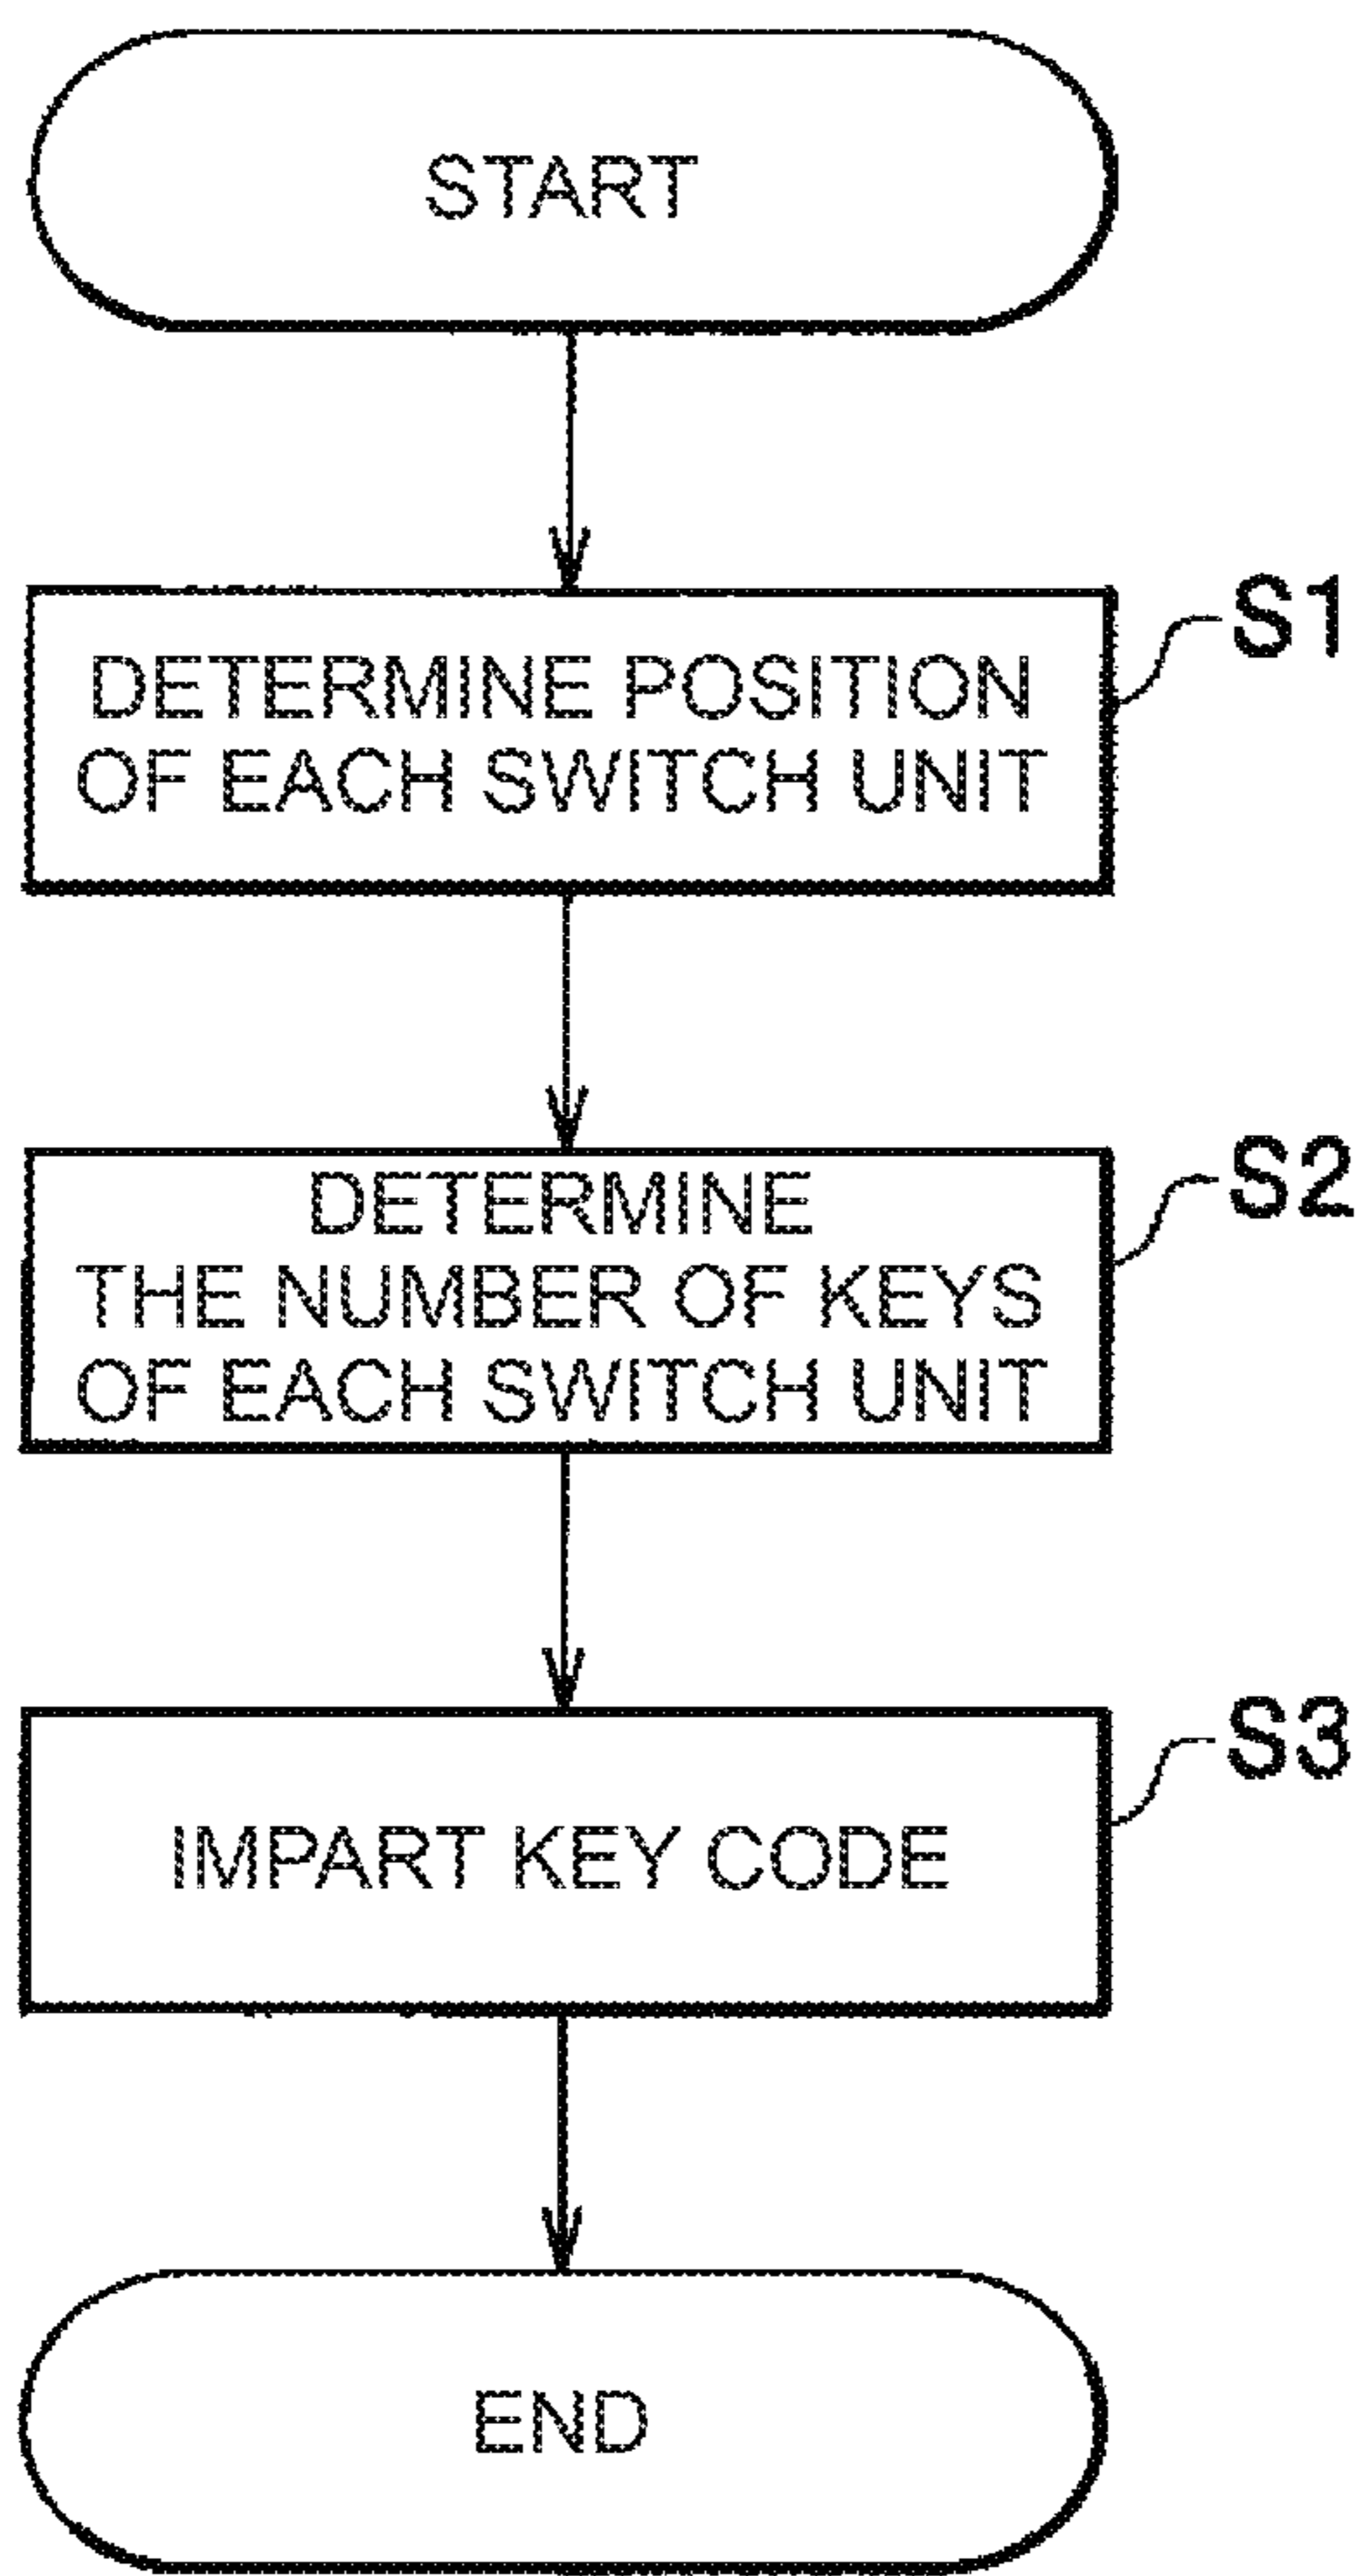 START
S1
DETERMINE POSITION
OF EACH SWITCH UNIT
S2
DETERMINE
THE NUMBER OF KEYS
OF EACH SWITCH UNIT
S3
IMPART KEY CODE
END